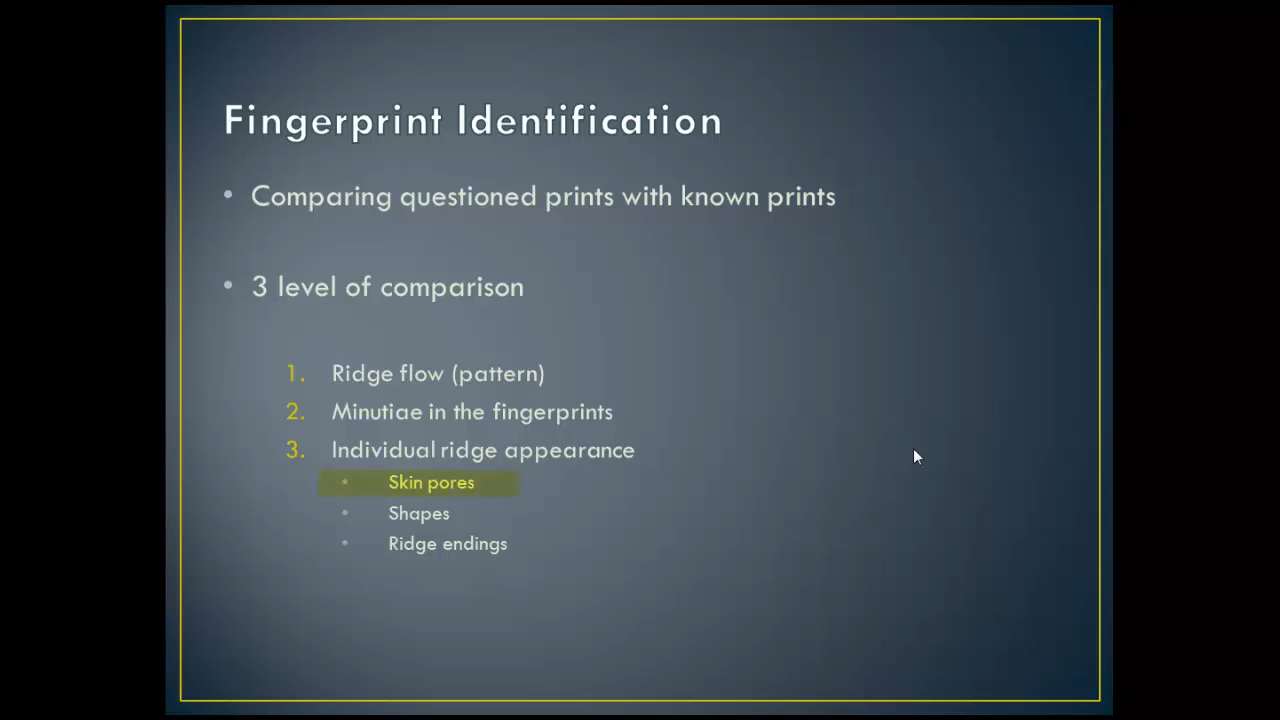 Fingerprint Identification
• Comparing questioned prints with known prints
• 3 level of comparison
1. Ridge flow (pattern)
2. Minutiae in the fingerprints
3. Individual ridge appearance
• Skin pores
• Shapes
• Ridge endings